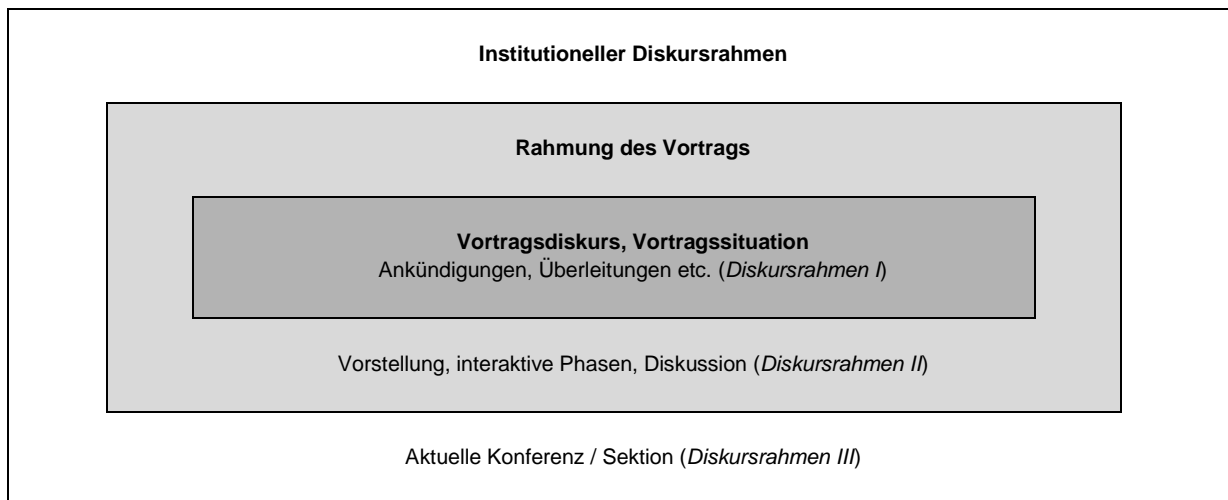 Institutioneller Diskursrahmen
Rahmung des Vortrags
Vortragsdiskurs, Vortragssituation
Ankündigungen, Überleitungen etc. (Diskursrahmen I)
Vorstellung, interaktive Phasen, Diskussion (Diskursrahmen II)
Aktuelle Konferenz / Sektion (Diskursrahmen III)